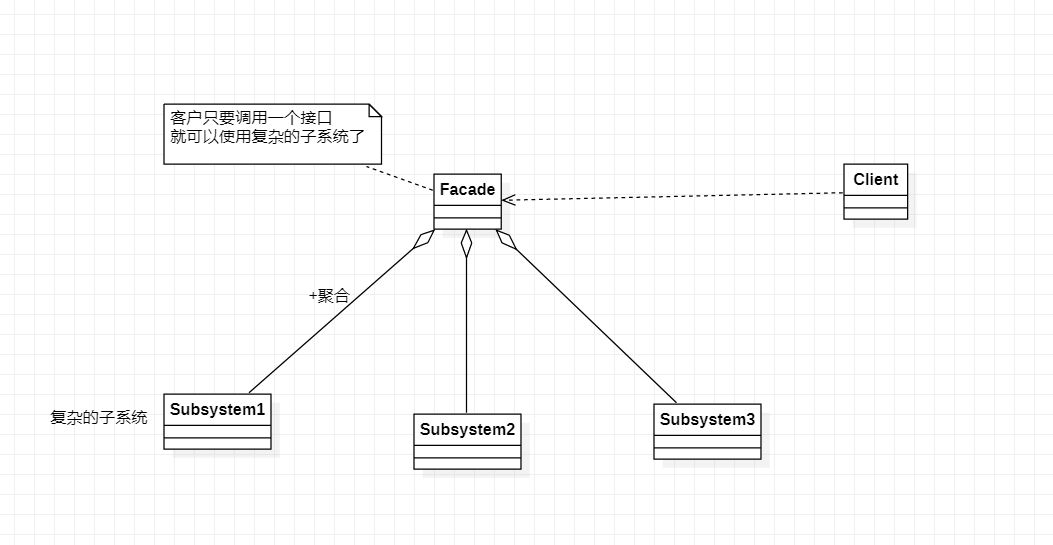 客户只要调用一个接口
就可以使用复杂的子系统了
Facade
Client
+聚合
复杂的子系统
Subsystem1
Subsystem2
Subsystem3